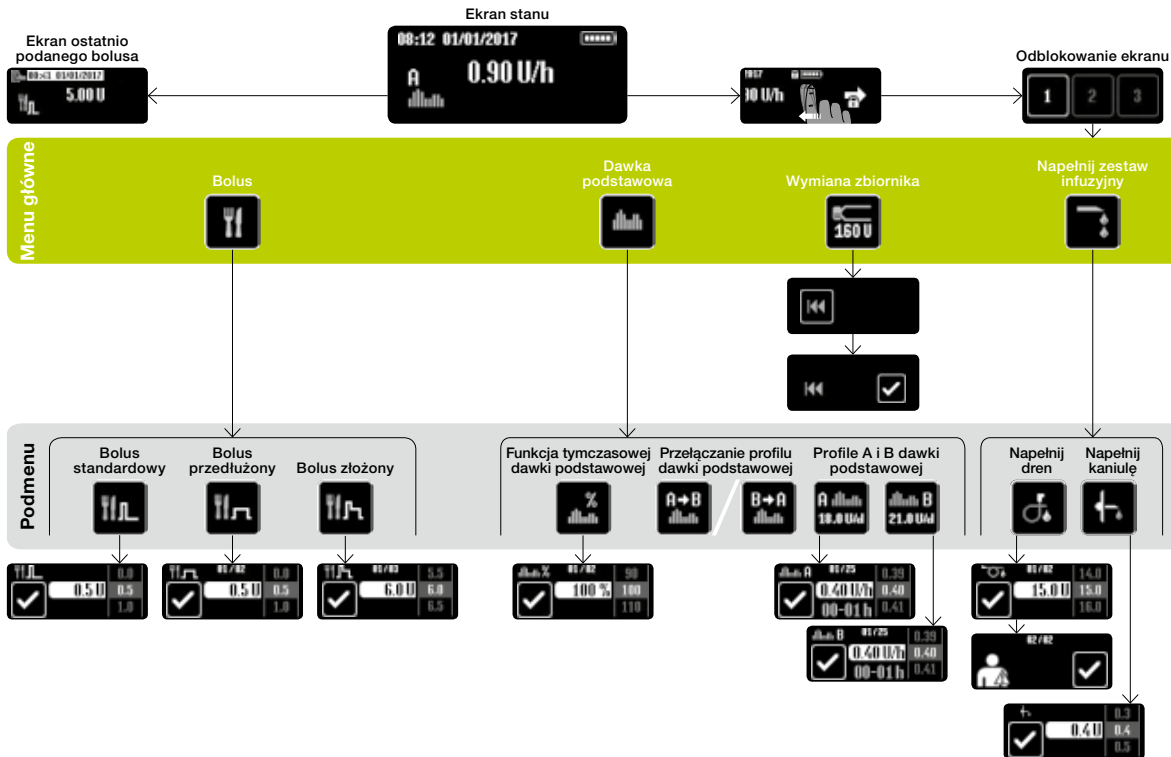 Ekran stanu
Ekran ostatnio
podanego bolusa
08:12 01/01/2017
A
0.90 U/h
01/01/2017
5.00 U
Odblokowanie ekranu
1
2
3
Menu główne
Bolus
Dawka
podstawowa
Wymiana zbiornika
160 U
Napełnij zestaw
infuzyjny
Podmenu
Bolus
standardowy
Bolus
przedłużony
Bolus złożony
Funkcja tymczasowej
dawki podstawowej
%
Przełączanie profilu
dawki podstawowej
A→B
B→A
Profile A i B dawki
podstawowej
A
18.0 U/d
B
21.0 U/d
Napełnij
dren
Napełnij
kaniulę
0.5 U
0.0
0.5
1.0
01/02
0.5 U
0.0
0.5
1.0
01/03
6.0 U
5.5
6.0
6.5
%
01/02
100 %
90
100
110
A
01/25
0.40 U/h
00-01 h
0.39
0.40
0.41
B
01/25
0.40 U/h
00-01 h
0.39
0.40
0.41
01/02
15.0 U
14.0
15.0
16.0
02/02
0.4 U
0.3
0.4
0.5